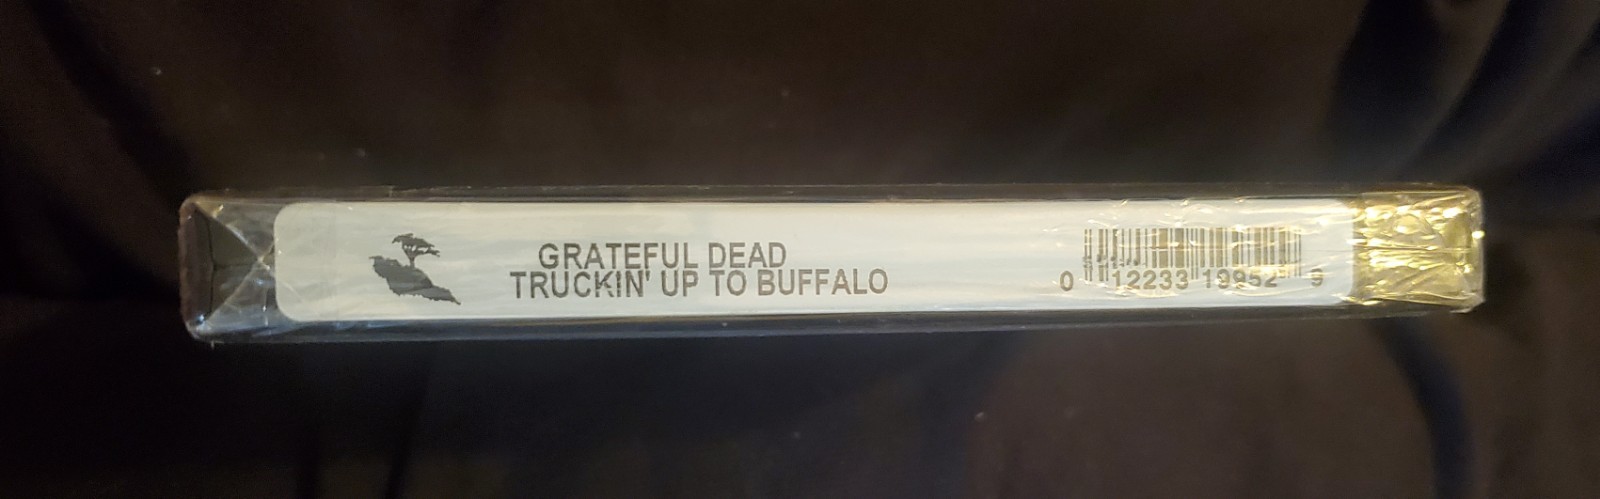 GRATEFUL DEAD
TRUCKIN' UP TO BUFFALO
0 12233 19952 9